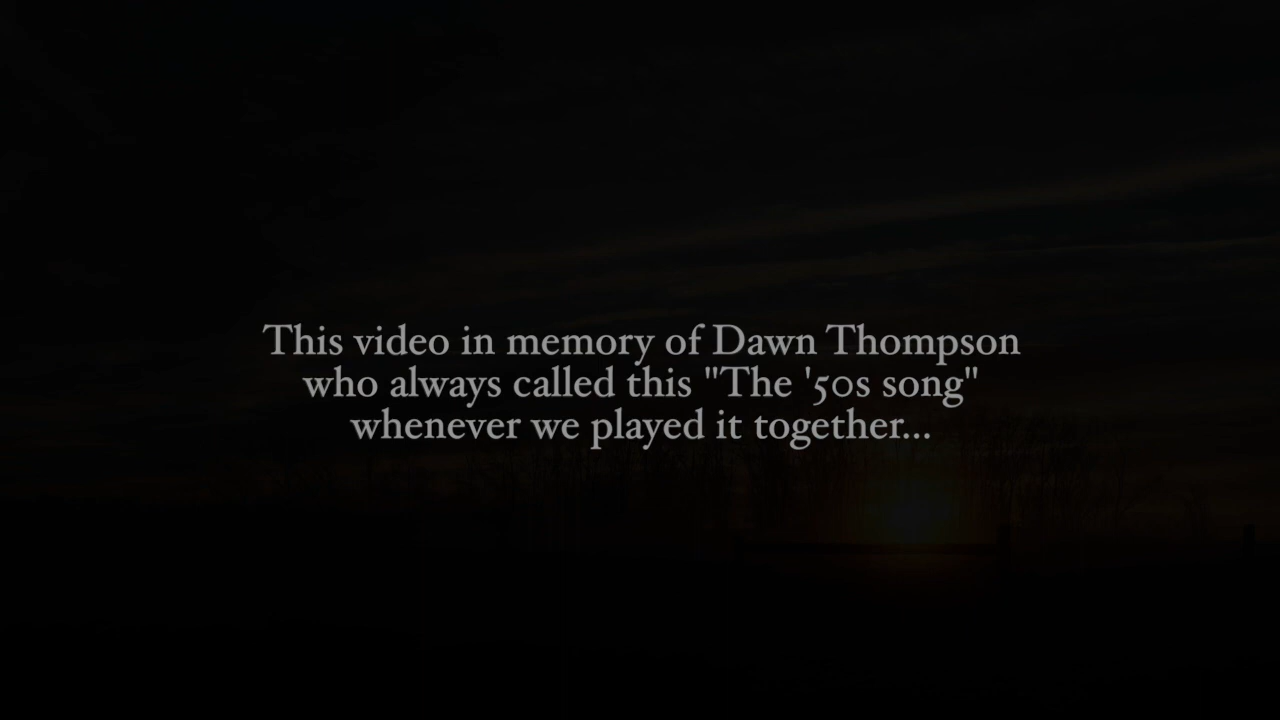 This video in memory of Dawn Thompson
who always called this "The '50s song"
whenever we played it together...